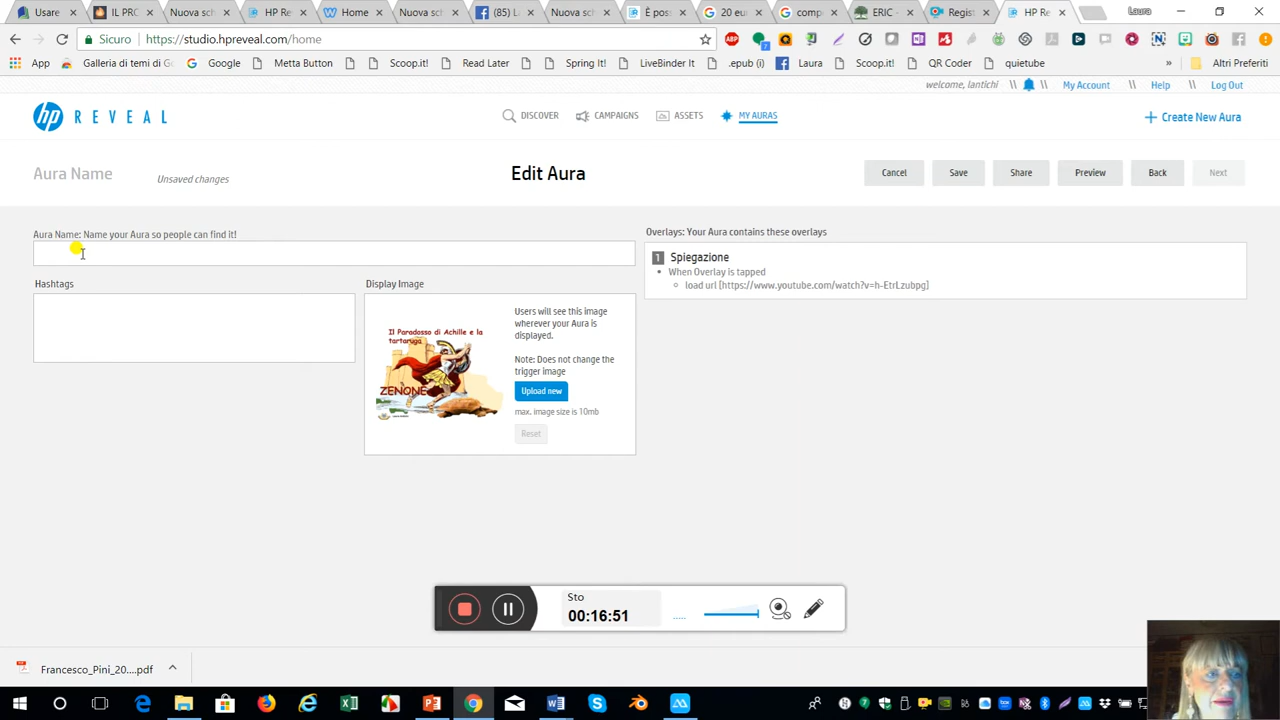 Usare
IL PRO
Nuova sc
HP Re
Home
Nuova sc
(85) L
Nuova sc
È poss
20 eur
comp
ERIC -
Regist
HP Re
Laura
Sicuro
https://studio.hpreveal.com/home
App
Galleria di temi di G
Google
Metta Button
Scoop.it!
Read Later
Spring It!
LiveBinder It
.epub (i)
Laura
Scoop.it!
QR Coder
quietube
»
Altri Preferiti
welcome, lantichi \\ \\ My Account \\ Help \\ Log Out
hp REVEAL
DISCOVER
CAMPAIGNS
ASSETS
MY AURAS
+ Create New Aura
Aura Name
Unsaved changes
Edit Aura
Cancel
Save
Share
Preview
Back
Next
Aura Name: Name your Aura so people can find it!
Hashtags
Display Image
Il Paradosso di Achille e la
tartaruga
ZENONE
Users will see this image
wherever your Aura is
displayed.
Note: Does not change the
trigger image
Upload new
max. image size is 10mb
Reset
Overlays: Your Aura contains these overlays
1 Spiegazione
When Overlay is tapped
load url [https://www.youtube.com/watch?v=h-EtrLzubpg]
Sto
00:16:51
Francesco_Pini_20....pdf